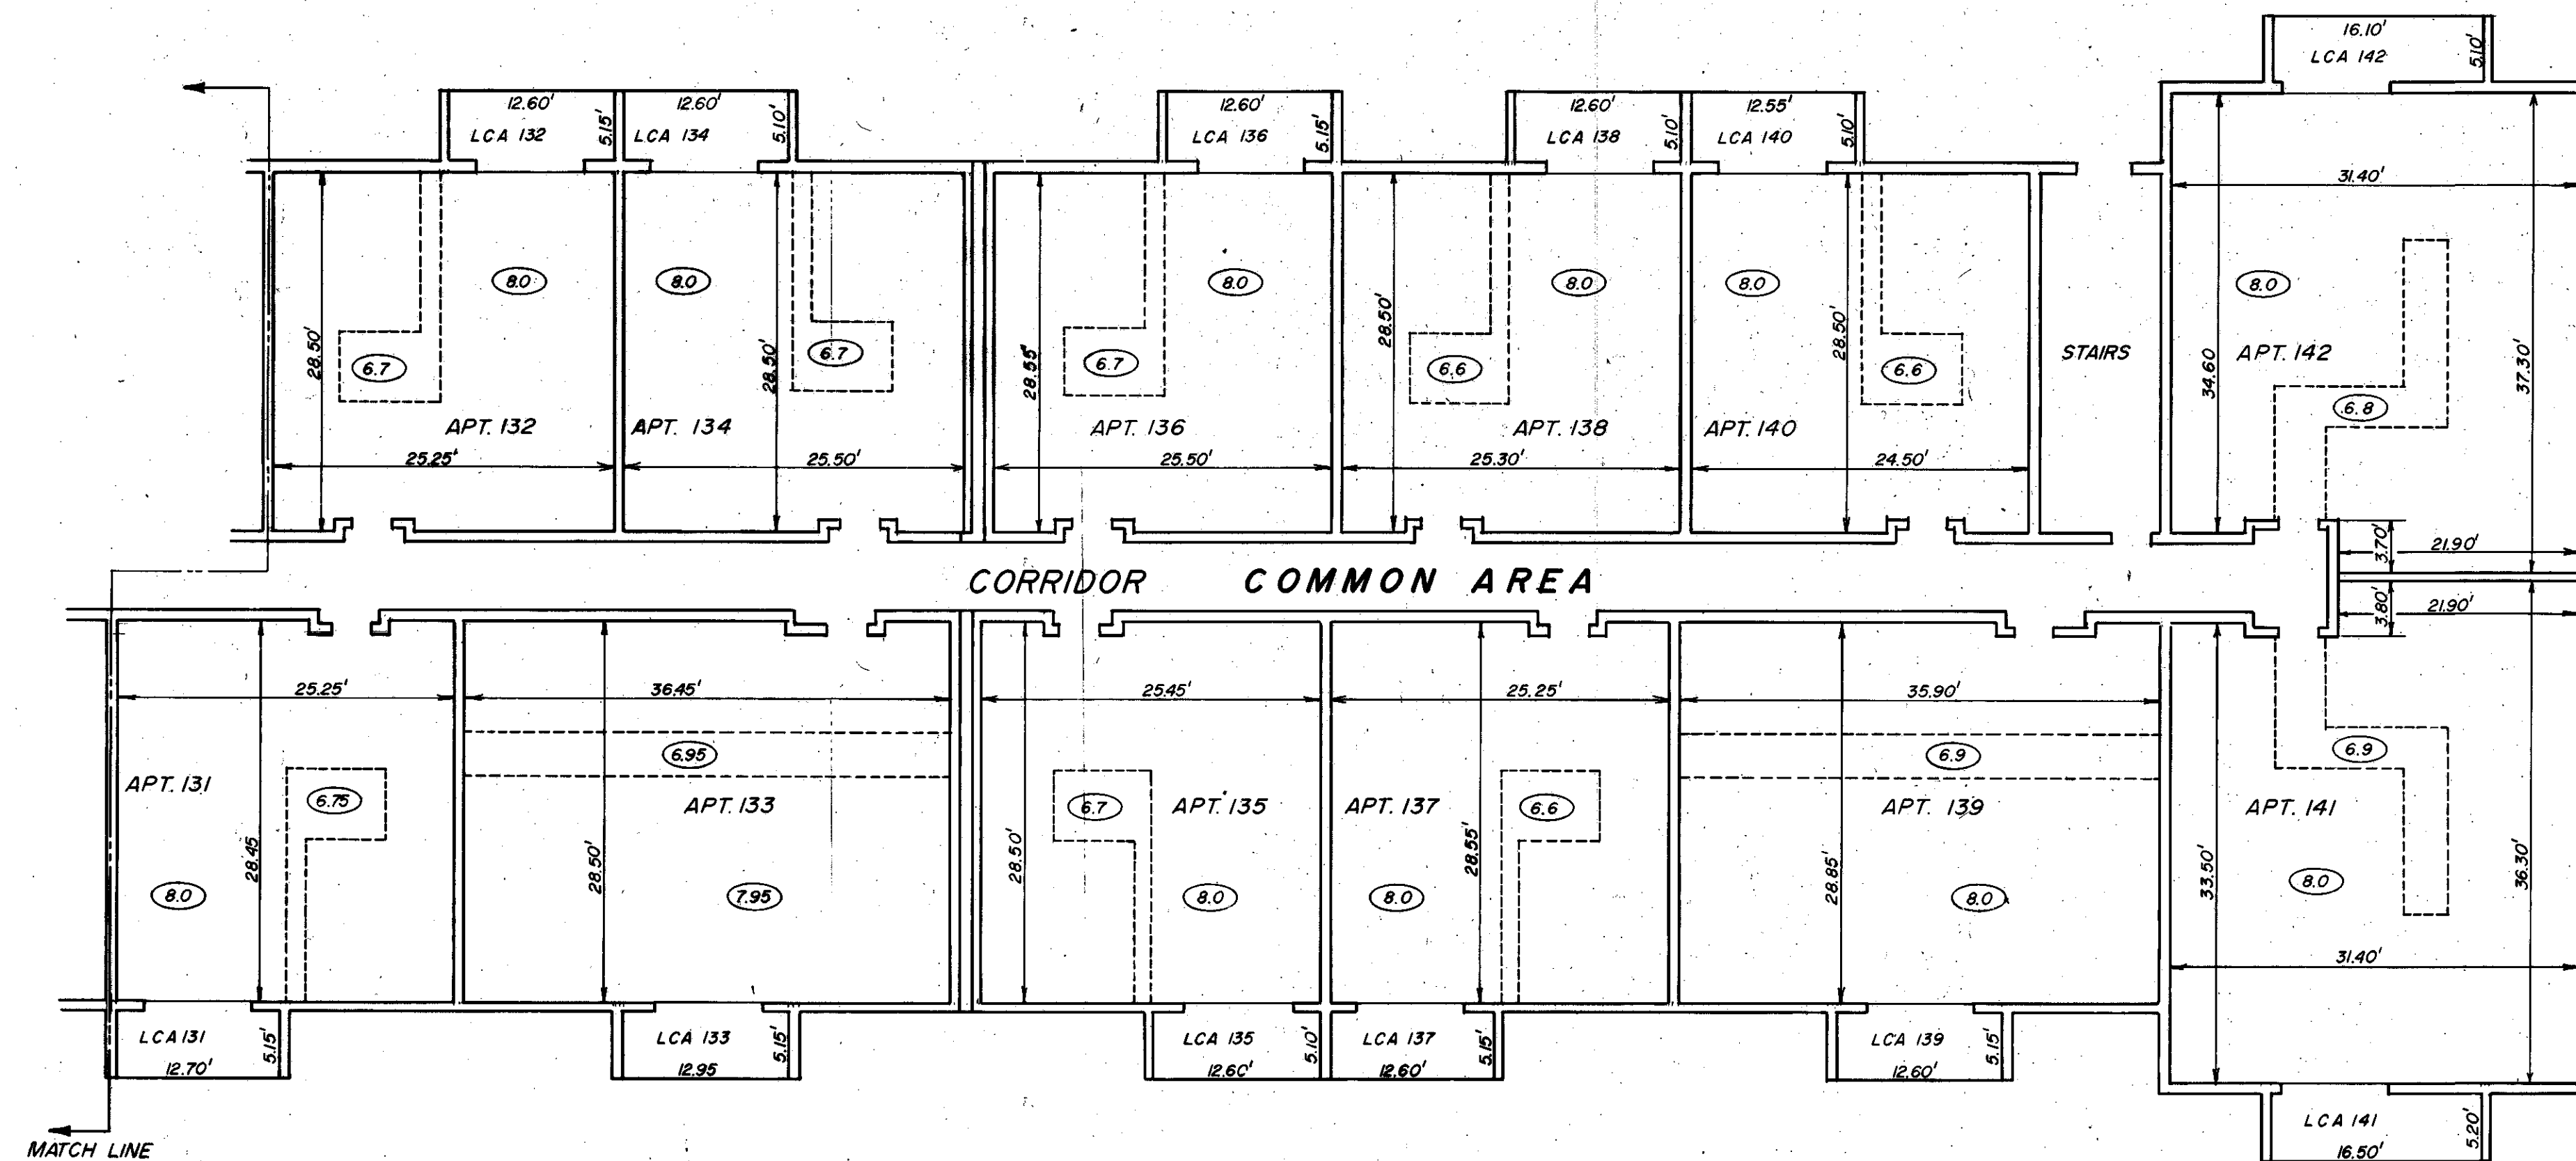 16.10'
LCA 142
5.10'
12.60'
LCA 132
5.15'
12.60'
LCA 134
5.10'
12.60'
LCA 136
5.15'
12.60'
LCA 138
5.10'
12.55'
LCA 140
5.10'
28.50'
8.0
6.7
APT. 132
25.25'
8.0
6.7
28.50'
APT. 134
25.50'
28.55'
8.0
6.7
APT. 136
25.50'
28.50'
8.0
6.6
APT. 138
25.30'
8.0
28.50'
6.6
APT. 140
24.50'
STAIRS
31.40'
8.0
34.60
APT. 142
37.30'
6.8
3.70'
21.90'
CORRIDOR COMMON AREA
3.80'
21.90'
25.25'
APT. 131
6.75
28.45
8.0
LCA 131
5.15'
12.70'
36.45'
6.95
APT. 133
28.50'
7.95
LCA 133
5.15'
12.95
25.45'
6.7
APT. 135
28.50'
8.0
LCA 135
5.10'
12.60'
25.25'
APT. 137
6.6
28.55'
8.0
LCA 137
5.15'
12.60'
35.90'
6.9
APT. 139
28.85'
8.0
LCA 139
5.15'
12.60'
6.9
APT. 141
33.50'
8.0
36.30'
31.40'
LCA 141
5.20'
16.50'
MATCH LINE